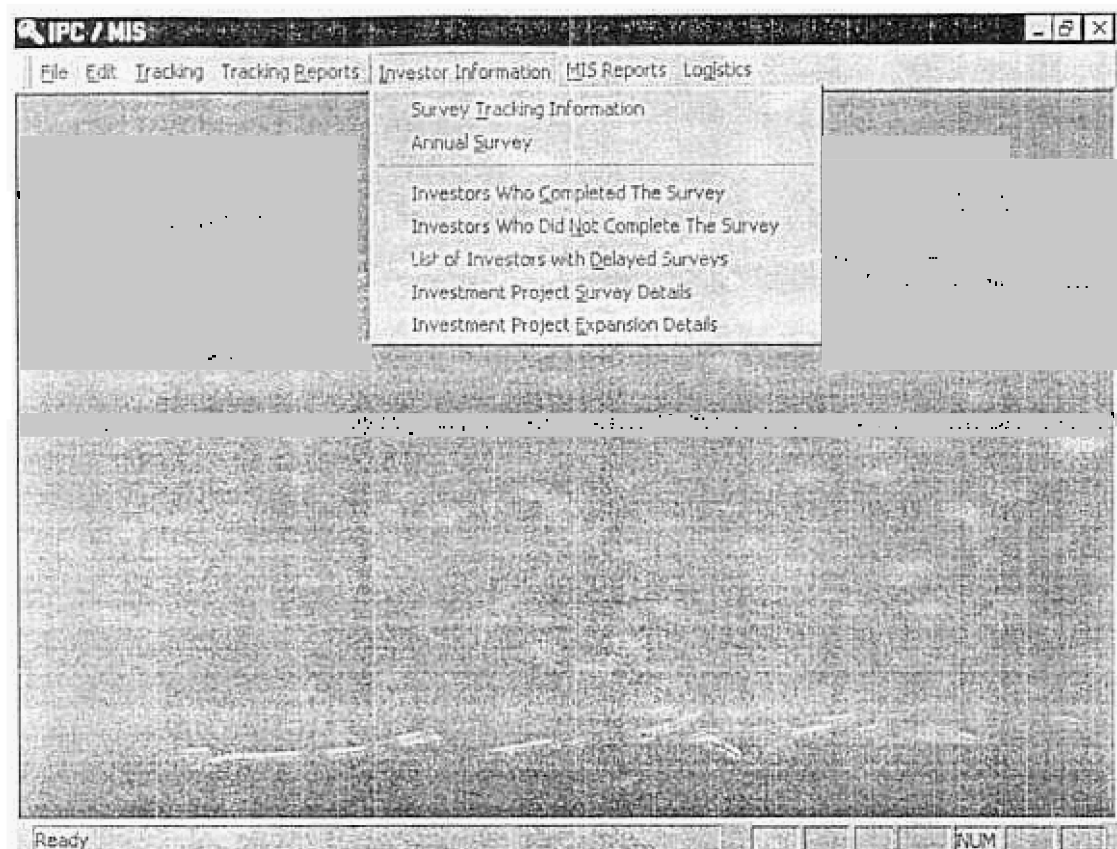 IPC / MIS
File Edit Tracking Tracking Reports Investor Information MIS Reports Logistics
Survey Tracking Information
Annual Survey
Investors Who Completed The Survey
Investors Who Did Not Complete The Survey
List of Investors with Delayed Surveys
Investment Project Survey Details
Investment Project Expansion Details
Ready NUM